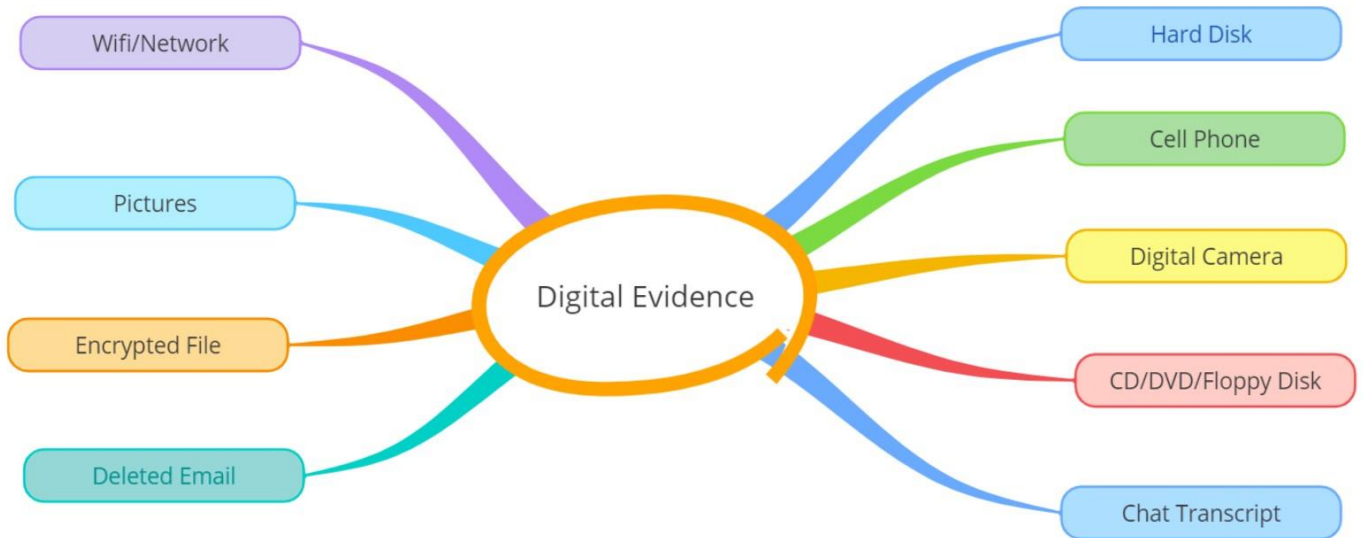 Wifi/Network
Pictures
Encrypted File
Deleted Email
Digital Evidence
Hard Disk
Cell Phone
Digital Camera
CD/DVD/Floppy Disk
Chat Transcript